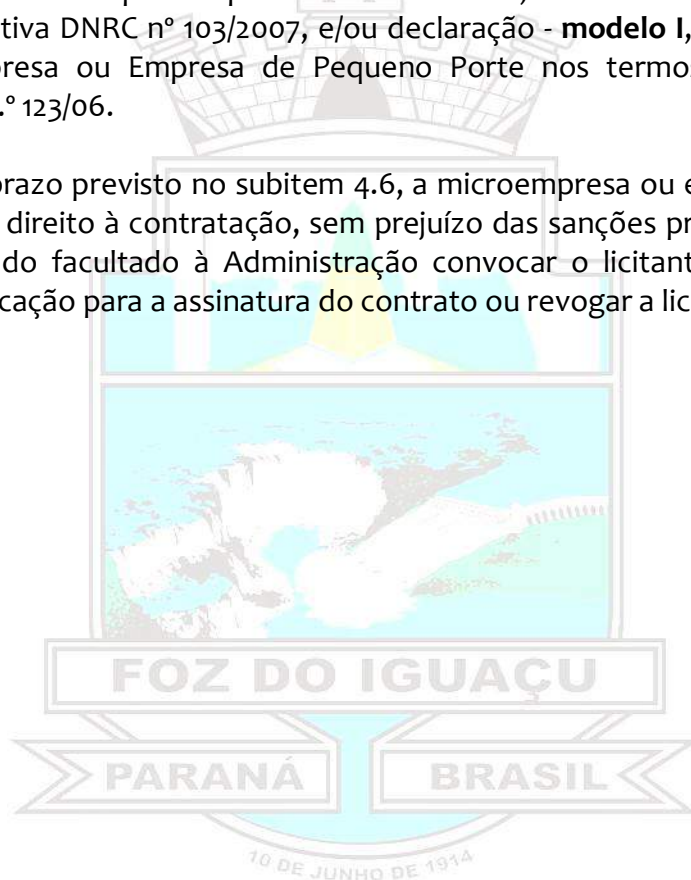 tiva DNRC nº 103/2007, e/ou declaração - modelo I,
presa ou Empresa de Pequeno Porte nos termos
.º 123/06.
prazo previsto no subitem 4.6, a microempresa ou e
direito à contratação, sem prejuízo das sanções pr
do facultado à Administração convocar o licitant
cação para a assinatura do contrato ou revogar a lic
FOZ DO IGUAÇU
PARANÁ BRASIL
10 DE JUNHO DE 1914